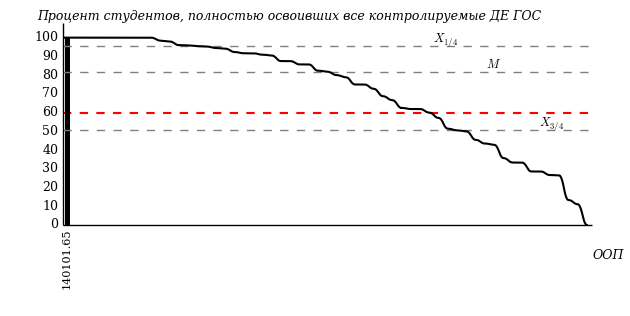 Процент студентов, полностью освоивших все контролируемые ДЕ ГОС
100
X1/4
90
M
80
70
60
X3/4
50
40
30
20
10
0
140101.65
ООП